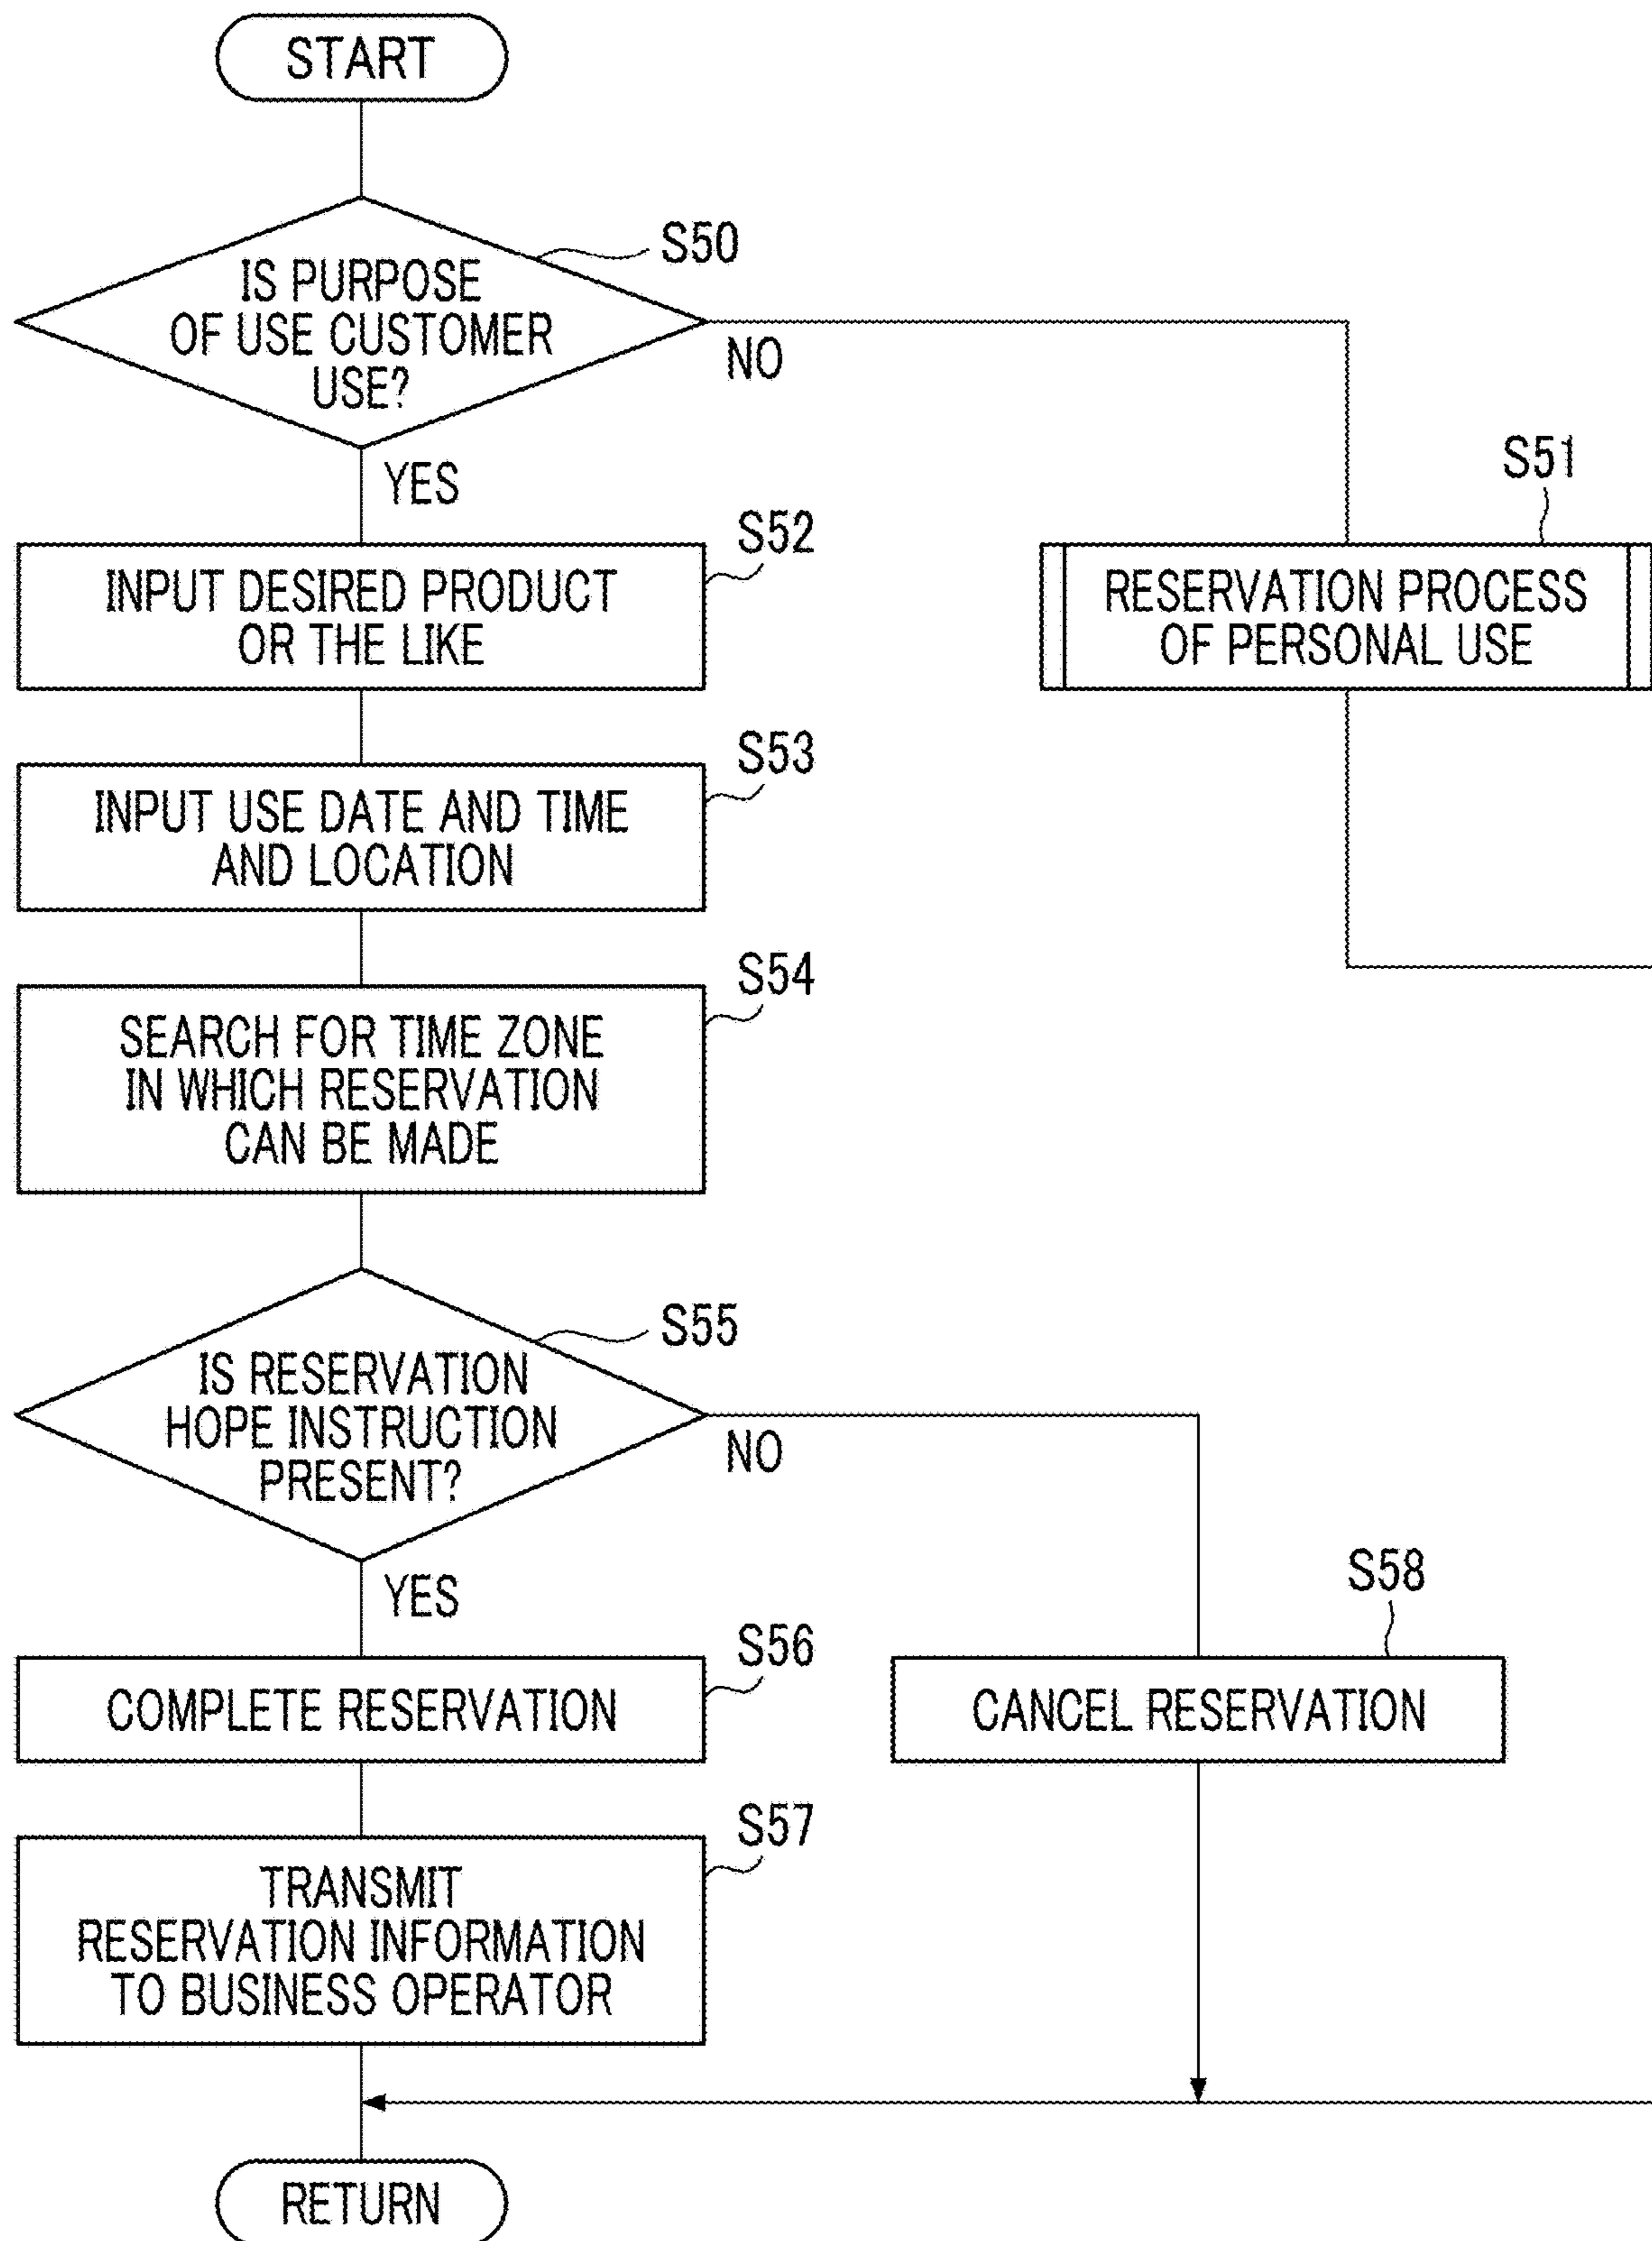 START
S50
IS PURPOSE
OF USE CUSTOMER
USE?
NO
YES
S51
RESERVATION PROCESS
OF PERSONAL USE
S52
INPUT DESIRED PRODUCT
OR THE LIKE
S53
INPUT USE DATE AND TIME
AND LOCATION
S54
SEARCH FOR TIME ZONE
IN WHICH RESERVATION
CAN BE MADE
S55
IS RESERVATION
HOPE INSTRUCTION
PRESENT?
NO
YES
S58
CANCEL RESERVATION
S56
COMPLETE RESERVATION
S57
TRANSMIT
RESERVATION INFORMATION
TO BUSINESS OPERATOR
RETURN